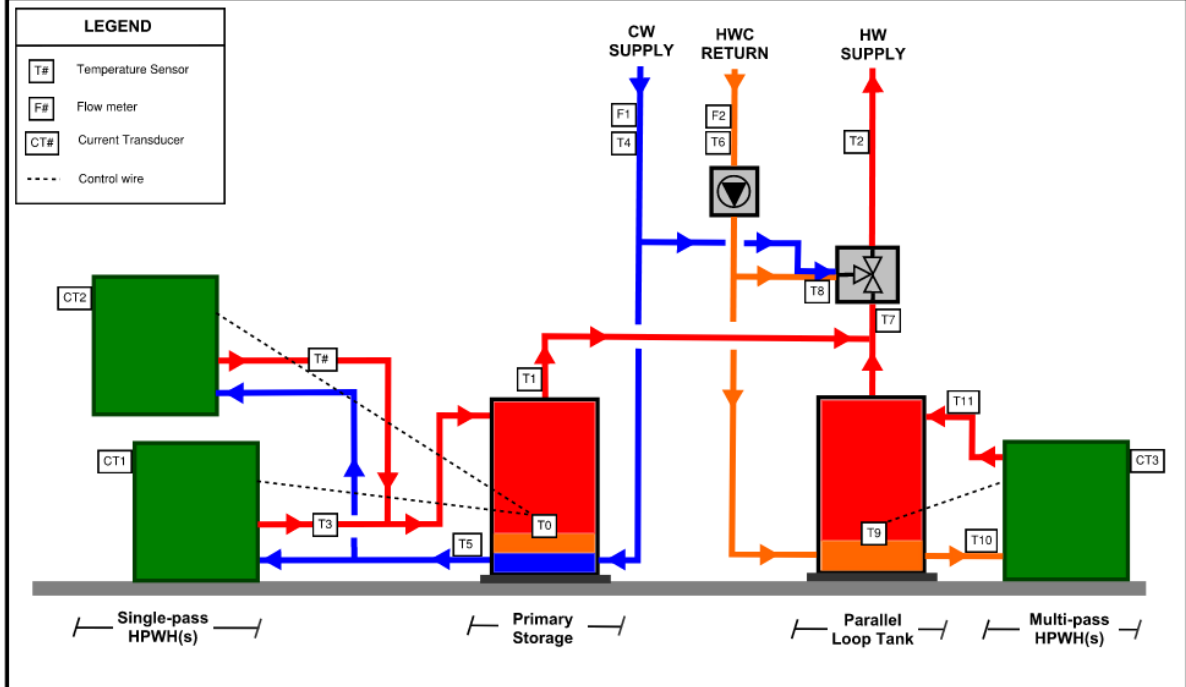 LEGEND
T# Temperature Sensor
F# Flow meter
CT# Current Transducer
Control wire
CW
SUPPLY
HWC
RETURN
HW
SUPPLY
F1
T4
F2
T6
T2
T8
T7
CT2
T#
T1
CT1
T3
T5
T0
T11
T9
T10
CT3
Single-pass
HPWH(s)
Primary
Storage
Parallel
Loop Tank
Multi-pass
HPWH(s)